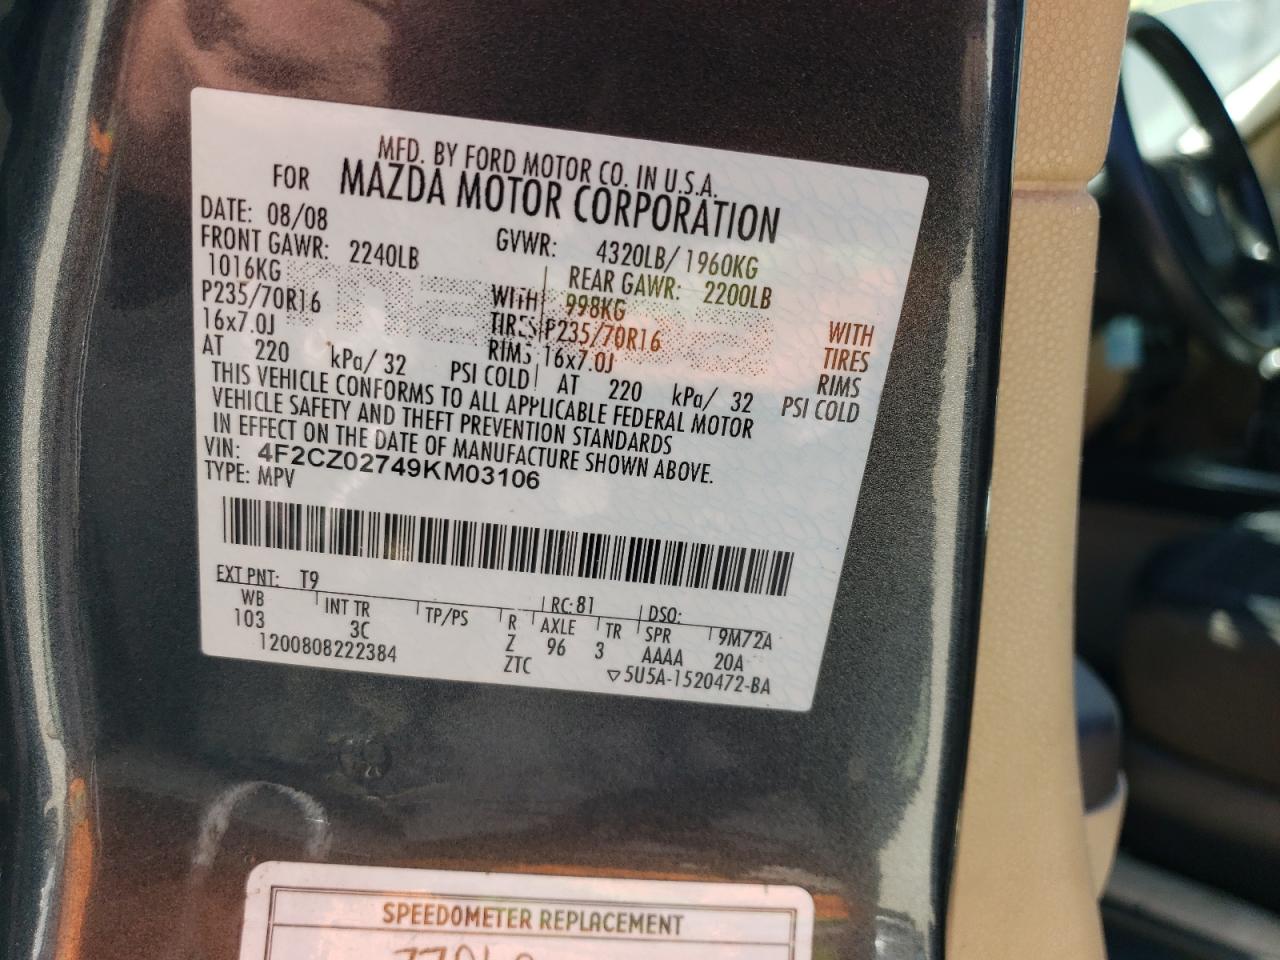 MFD. BY FORD MOTOR CO. IN U.S.A.
FOR MAZDA MOTOR CORPORATION
DATE: 08/08 GVWR: 4320LB/ 1960KG
FRONT GAWR: 2240LB REAR GAWR: 2200LB
1016KG WITH 998KG WITH
P235/70R16 TIRES P235/70R16 TIRES
16x7.0J RIMS 16x7.0J RIMS
AT 220 kPa/ 32 PSI COLD AT 220 kPa/ 32 PSI COLD
THIS VEHICLE CONFORMS TO ALL APPLICABLE FEDERAL MOTOR
VEHICLE SAFETY AND THEFT PREVENTION STANDARDS
IN EFFECT ON THE DATE OF MANUFACTURE SHOWN ABOVE.
VIN: 4F2CZ02749KM03106
TYPE: MPV
EXT PNT: T9 RC: 81 DSO:
WB INT TR TP/PS R AXLE TR SPR 9M72A
103 3C Z 96 3 AAAA 20A
1200808222384 ZTC ▽5U5A-1520472-BA
SPEEDOMETER REPLACEMENT